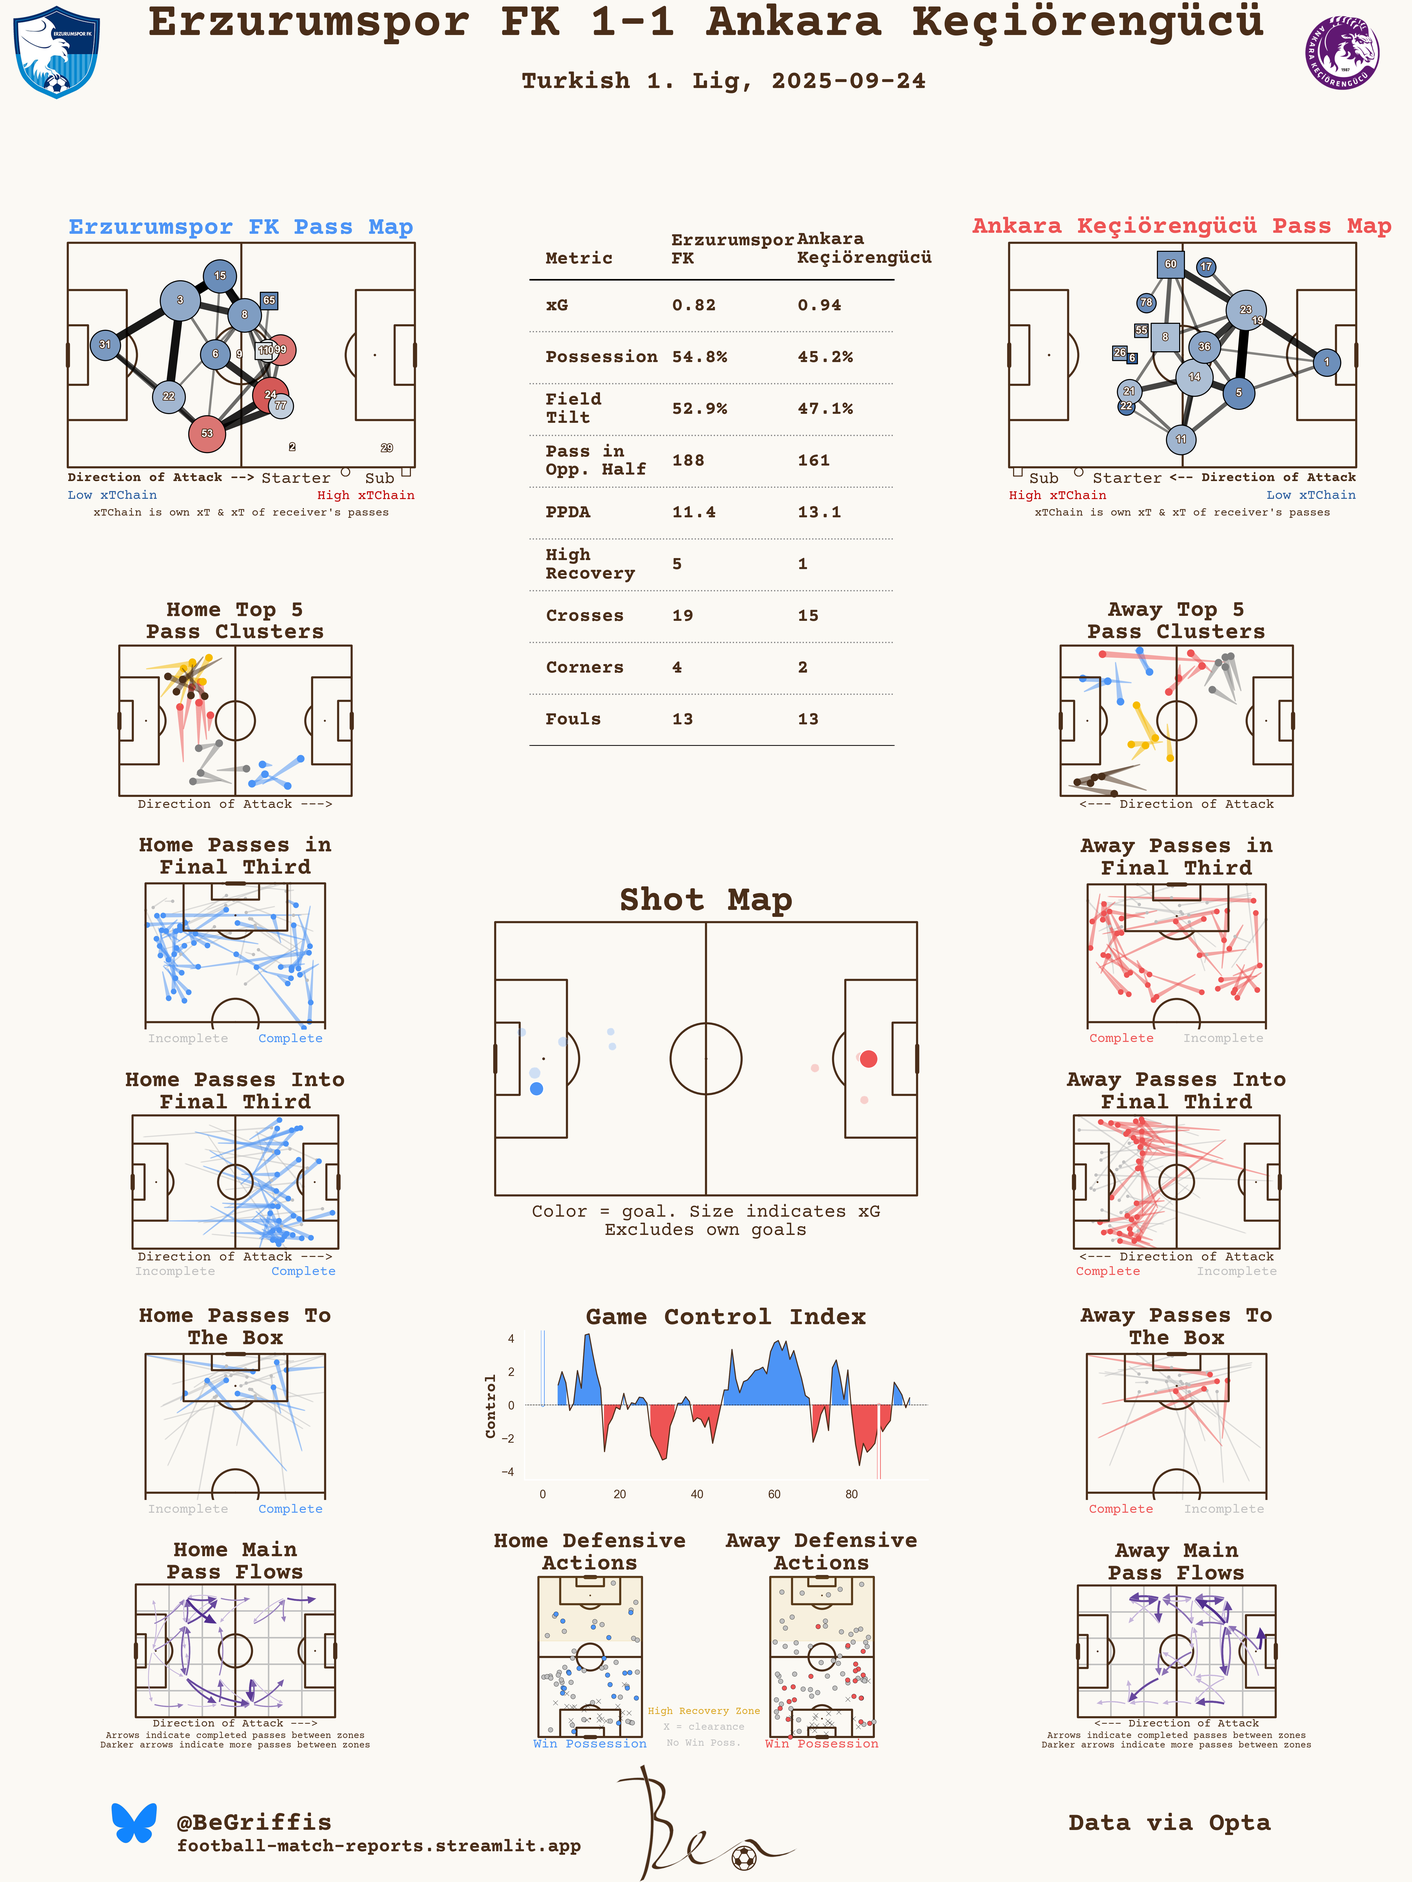 Erzurumspor FK 1-1 Ankara Keçiörengücü
Turkish 1. Lig, 2025-09-24
ERZURUMSPOR FK
ANKARA KEÇİÖRENGÜCÜ
1987
Erzurumspor FK Pass Map
15
3
65
8
31
6
9
110
99
24
22
77
53
2
29
Direction of Attack --> Starter Sub
Low xTChain High xTChain
xTChain is own xT & xT of receiver's passes
Metric Erzurumspor FK Ankara Keçiörengücü
xG 0.82 0.94
Possession 54.8% 45.2%
Field Tilt 52.9% 47.1%
Pass in Opp. Half 188 161
PPDA 11.4 13.1
High Recovery 5 1
Crosses 19 15
Corners 4 2
Fouls 13 13
Ankara Keçiörengücü Pass Map
60
17
78
23
19
55
8
36
26
6
1
14
21
5
22
11
Sub Starter <-- Direction of Attack
High xTChain Low xTChain
xTChain is own xT & xT of receiver's passes
Home Top 5
Pass Clusters
Direction of Attack --->
Away Top 5
Pass Clusters
<--- Direction of Attack
Home Passes in
Final Third
Incomplete Complete
Shot Map
Color = goal. Size indicates xG
Excludes own goals
Away Passes in
Final Third
Complete Incomplete
Home Passes Into
Final Third
Direction of Attack --->
Incomplete Complete
Away Passes Into
Final Third
<--- Direction of Attack
Complete Incomplete
Home Passes To
The Box
Incomplete Complete
Game Control Index
Control
4
2
0
−2
−4
0 20 40 60 80
Away Passes To
The Box
Complete Incomplete
Home Main
Pass Flows
Direction of Attack --->
Arrows indicate completed passes between zones
Darker arrows indicate more passes between zones
Home Defensive
Actions
Win Possession
High Recovery Zone
X = clearance
No Win Poss.
Away Defensive
Actions
Win Possession
Away Main
Pass Flows
<--- Direction of Attack
Arrows indicate completed passes between zones
Darker arrows indicate more passes between zones
@BeGriffis
football-match-reports.streamlit.app
Ben
Data via Opta